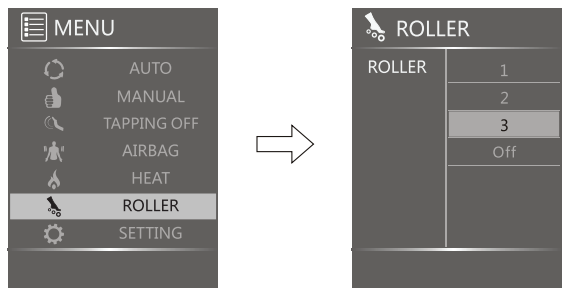 MENU
AUTO
MANUAL
TAPPING OFF
AIRBAG
HEAT
ROLLER
SETTING
ROLLER
ROLLER
1
2
3
Off